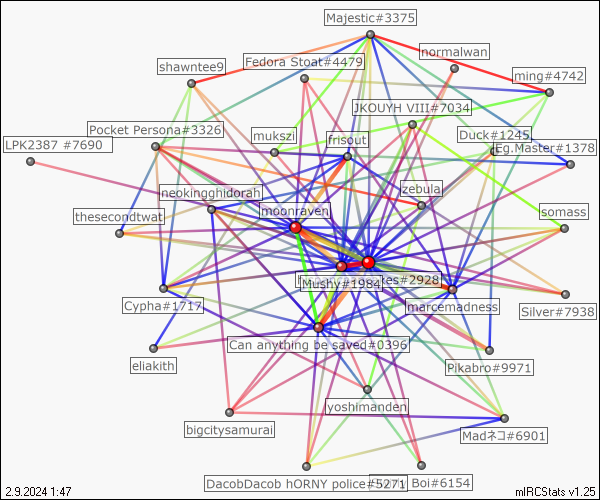 Majestic#3375
normalwan
Fedora Stoat#4479
shawntee9
ming#4742
JKOUYH VIII#7034
Pocket Persona#3326
mukszi
frisout
Duck#1245
Eg.Master#1378
LPK2387 #7690
neokingghidorah
zebula
moonraven
thesecondtwat
somass
Mushy#1984
#2928
Cypha#1717
marcemadness
Silver#7938
Can anything be saved#0396
eliakith
Pikabro#9971
yoshimanden
bigcitysamurai
Madネコ#6901
DacobDacob hORNY police#5271
Boi#6154
2.9.2024 1:47
mIRCStats v1.25